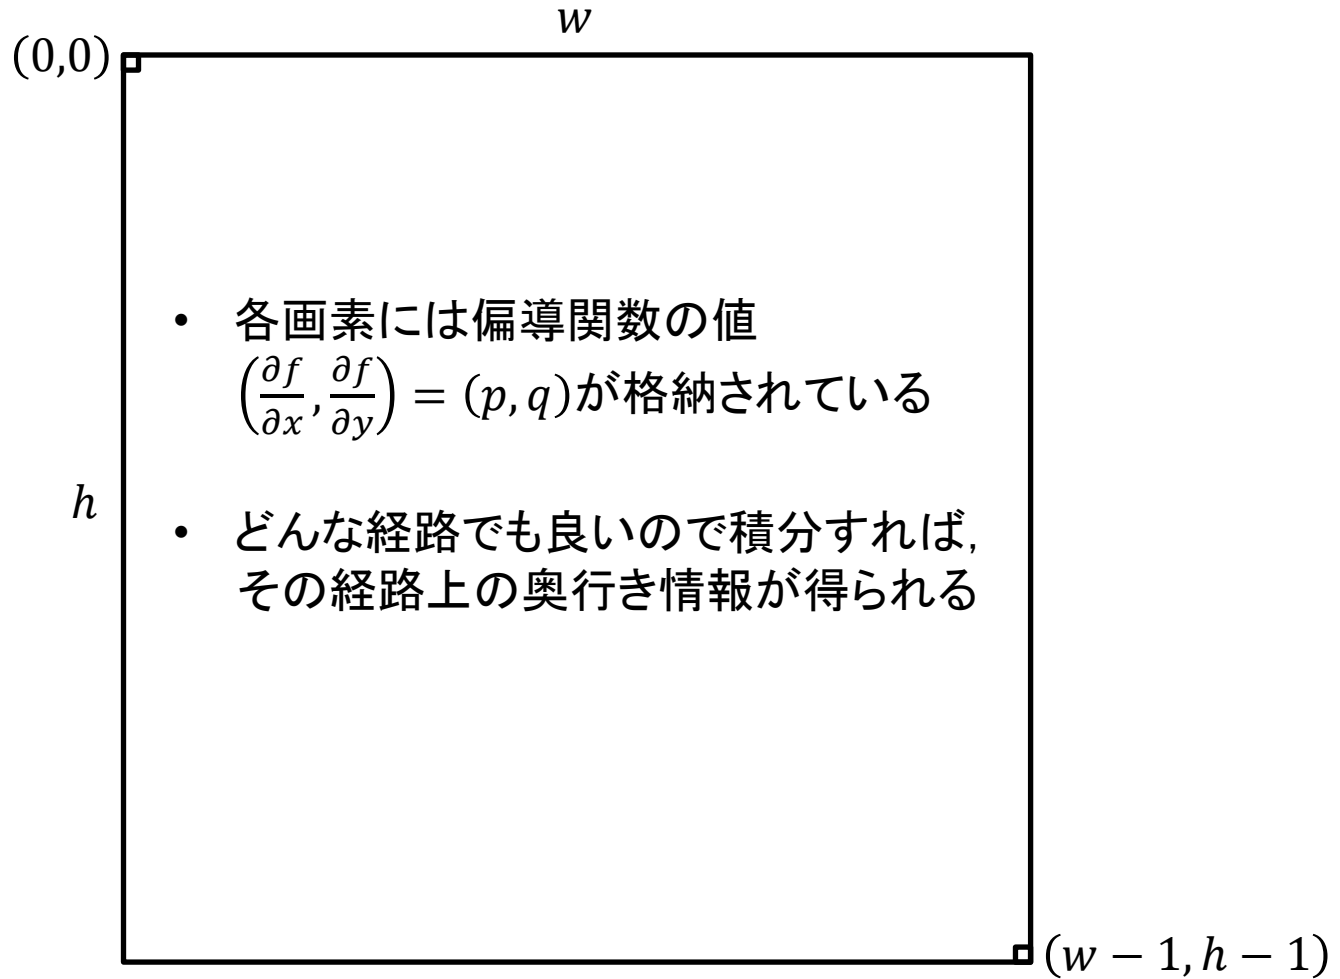 w
(0,0)
• 各画素には偏導関数の値
(∂f/∂x, ∂f/∂y) = (p, q)が格納されている
h
• どんな経路でも良いので積分すれば,
その経路上の奥行き情報が得られる
(w − 1, h − 1)